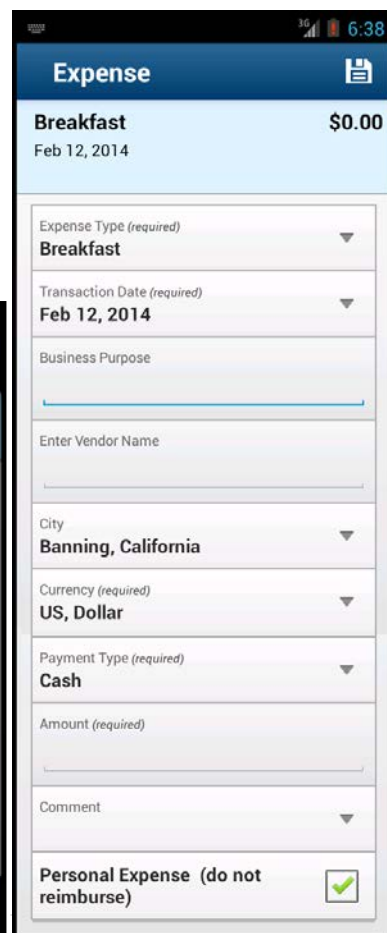 3G 6:38
Expense
Breakfast $0.00
Feb 12, 2014
Expense Type (required)
Breakfast
Transaction Date (required)
Feb 12, 2014
Business Purpose
Enter Vendor Name
City
Banning, California
Currency (required)
US, Dollar
Payment Type (required)
Cash
Amount (required)
Comment
Personal Expense (do not
reimburse)